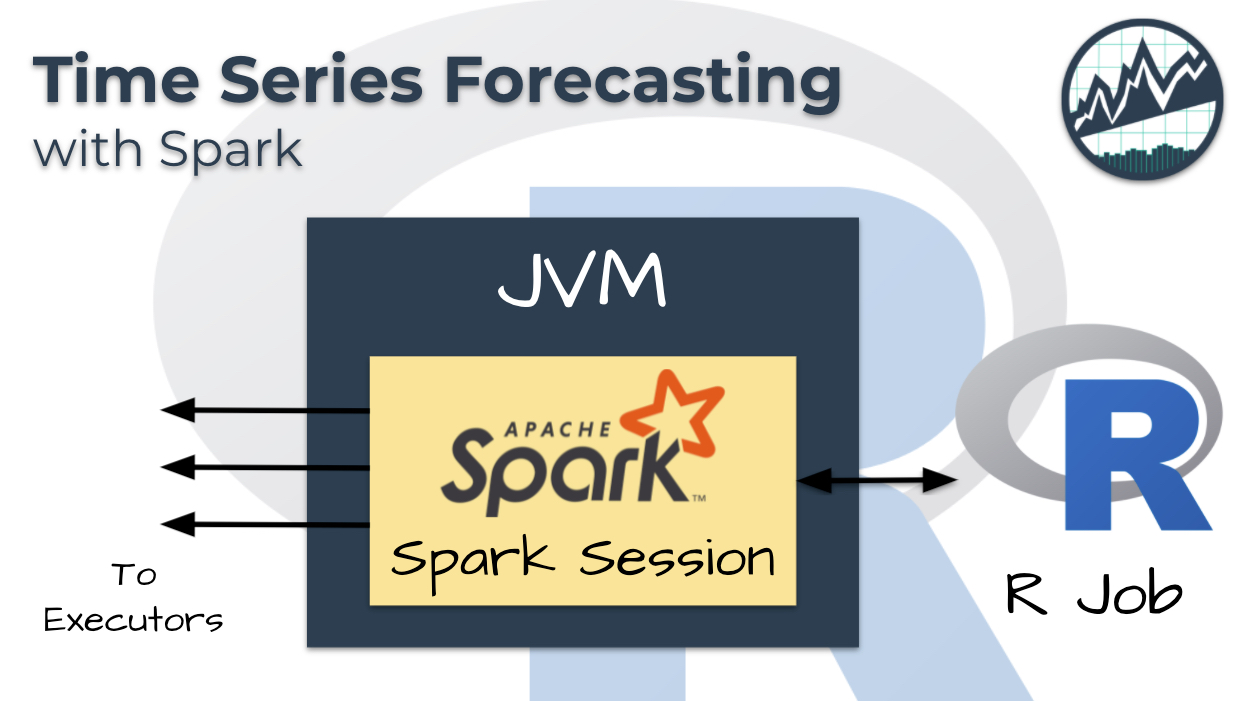 Time Series Forecasting
with Spark
JVM
APACHE
Spark™
Spark Session
To
Executors
R
R Job